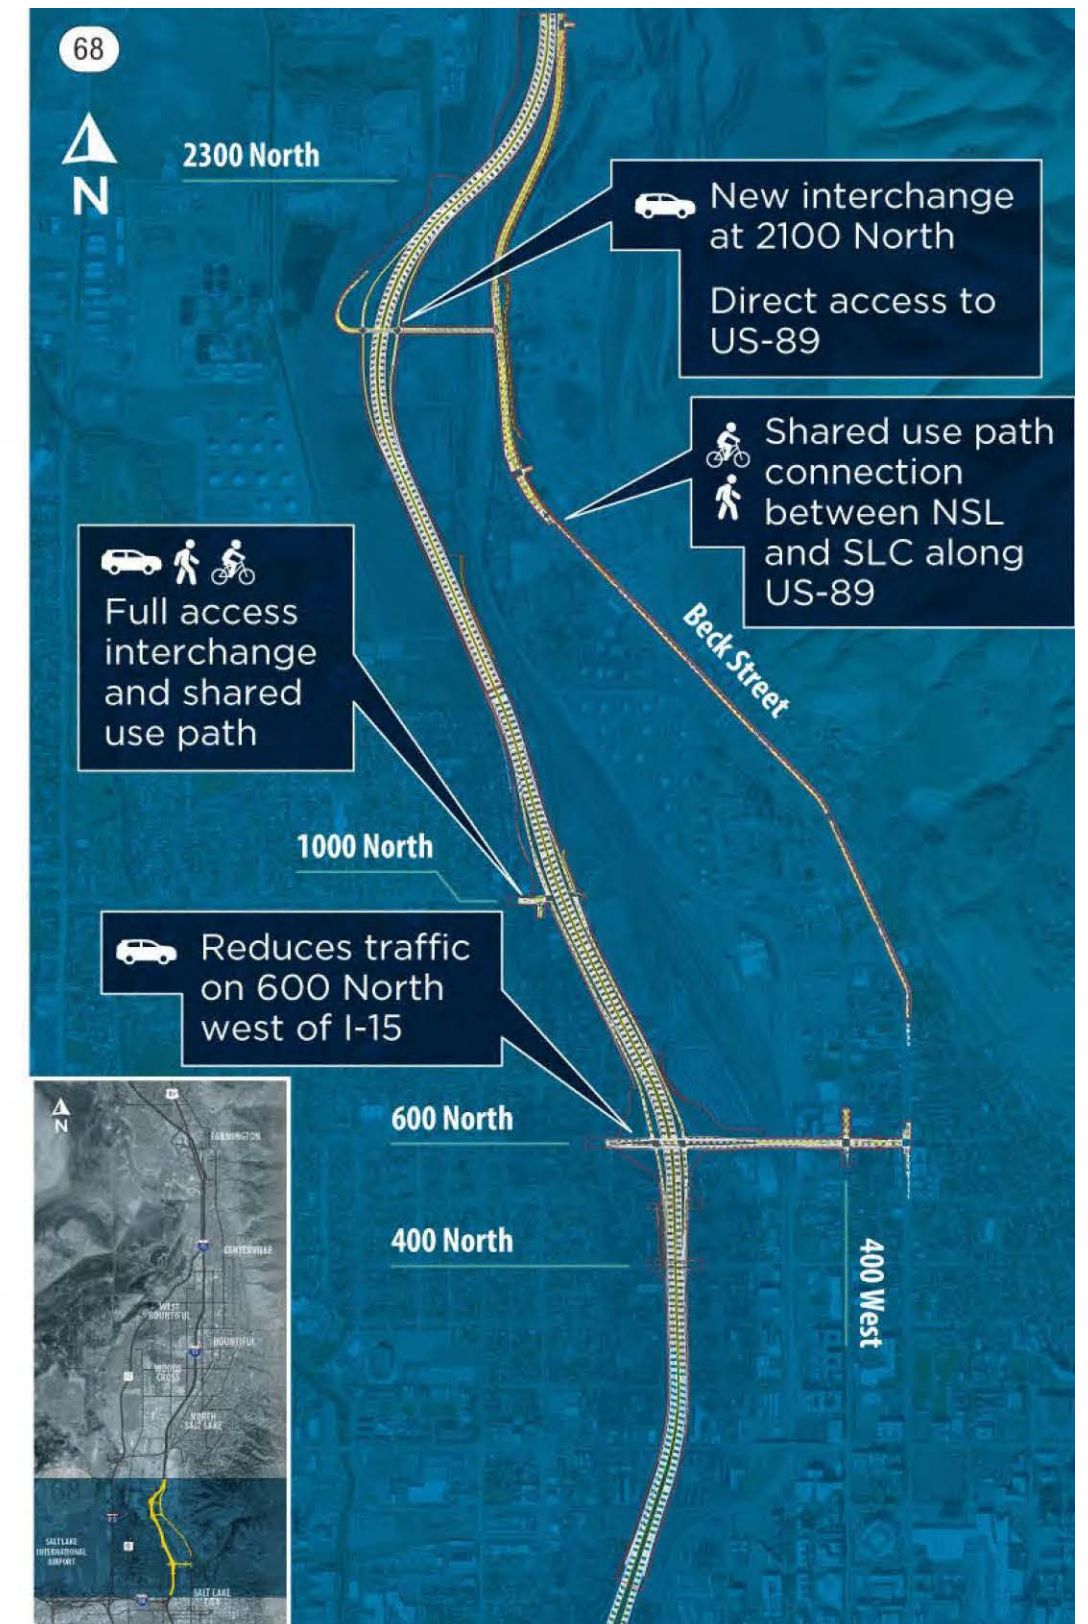 68
N
2300 North
New interchange
at 2100 North
Direct access to
US-89
Shared use path
connection
between NSL
and SLC along
US-89
Beck Street
Full access
interchange
and shared
use path
1000 North
Reduces traffic
on 600 North
west of I-15
600 North
400 North
400 West
N
FARMINGTON
CENTERVILLE
WEST
BOUNTIFUL
BOUNTIFUL
WOODS
CROSS
NORTH
SALT LAKE
SALT LAKE
INTERNATIONAL
AIRPORT
SALT LAKE
CITY